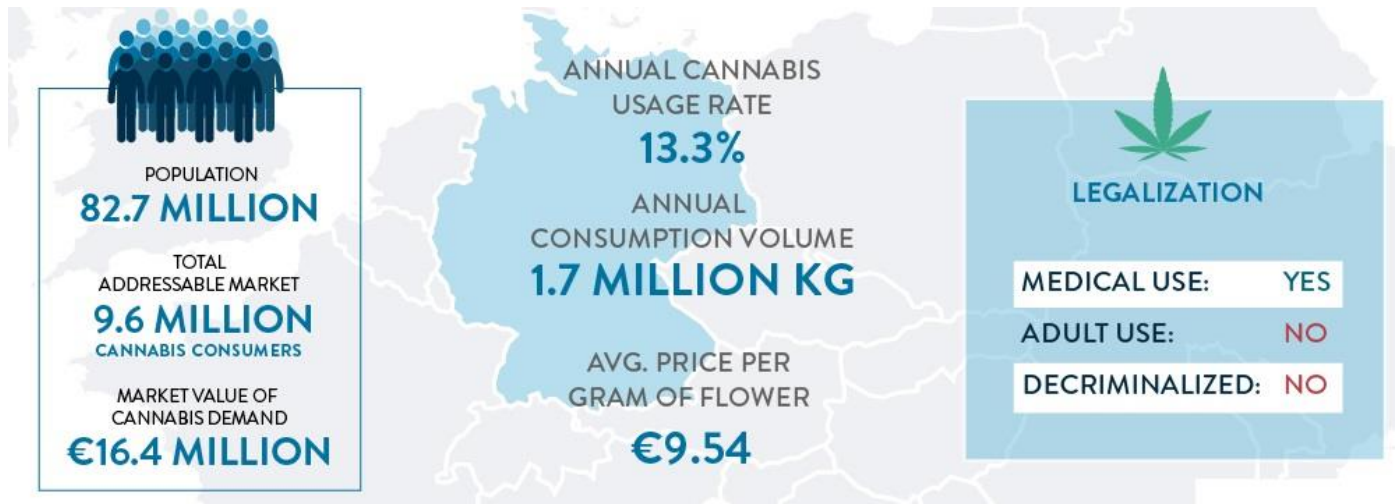 POPULATION
82.7 MILLION
TOTAL
ADDRESSABLE MARKET
9.6 MILLION
CANNABIS CONSUMERS
MARKET VALUE OF
CANNABIS DEMAND
€16.4 MILLION
ANNUAL CANNABIS
USAGE RATE
13.3%
ANNUAL
CONSUMPTION VOLUME
1.7 MILLION KG
AVG. PRICE PER
GRAM OF FLOWER
€9.54
LEGALIZATION
MEDICAL USE: YES
ADULT USE: NO
DECRIMINALIZED: NO